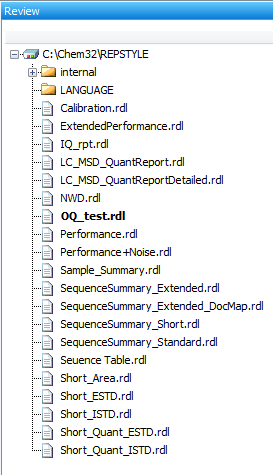 Review
C:\Chem32\REPSTYLE
internal
LANGUAGE
Calibration.rdl
ExtendedPerformance.rdl
IQ_rpt.rdl
LC_MSD_QuantReport.rdl
LC_MSD_QuantReportDetailed.rdl
NWD.rdl
OQ_test.rdl
Performance.rdl
Performance+Noise.rdl
Sample_Summary.rdl
SequenceSummary_Extended.rdl
SequenceSummary_Extended_DocMap.rdl
SequenceSummary_Short.rdl
SequenceSummary_Standard.rdl
Seuence Table.rdl
Short_Area.rdl
Short_ESTD.rdl
Short_ISTD.rdl
Short_Quant_ESTD.rdl
Short_Quant_ISTD.rdl